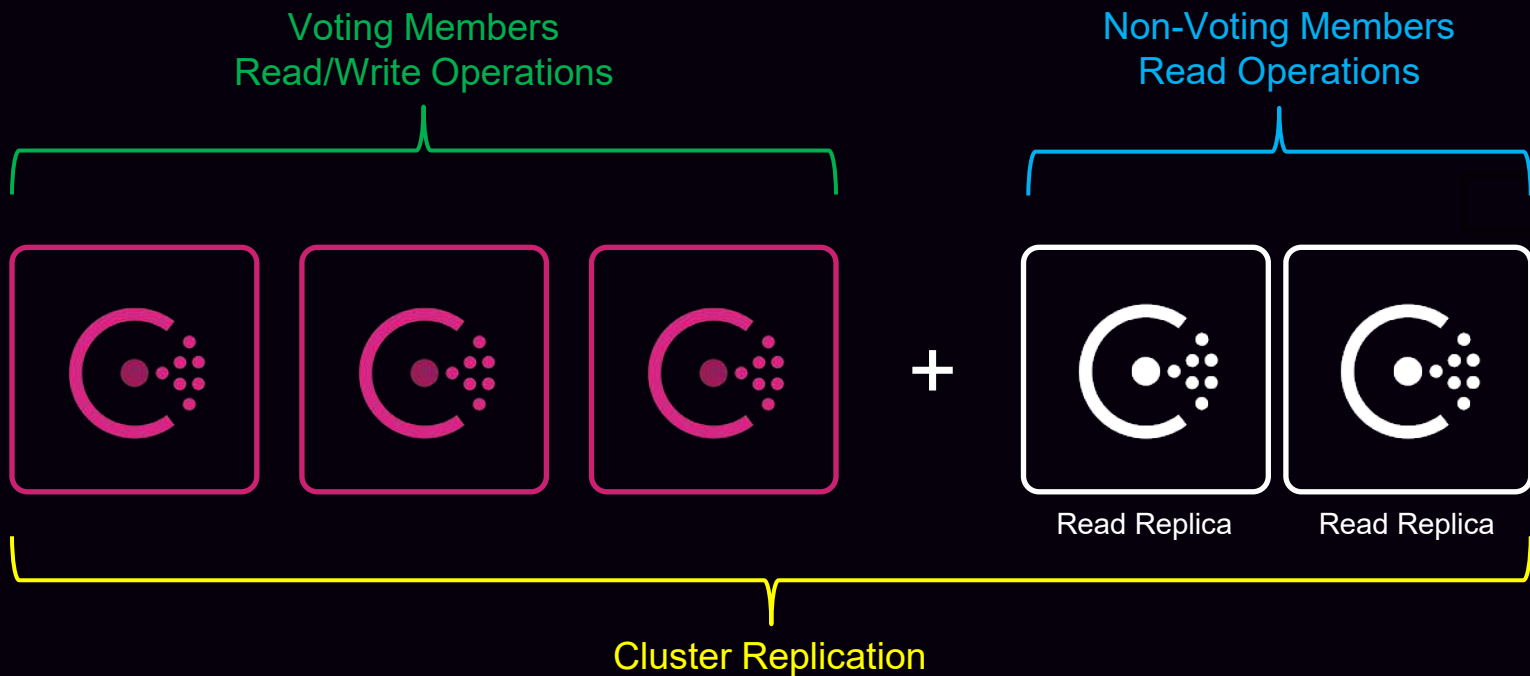 Voting Members
Read/Write Operations
Non-Voting Members
Read Operations
+
Read Replica
Read Replica
Cluster Replication